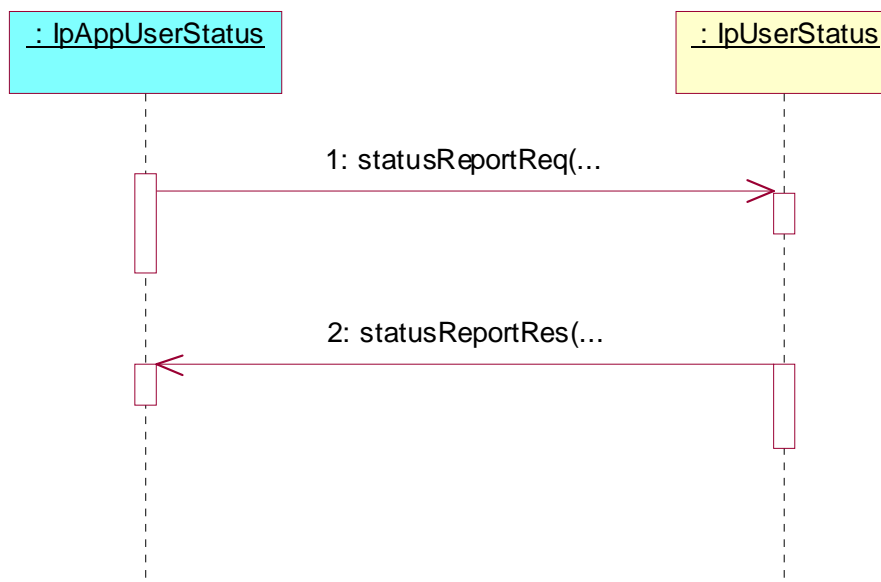 : IpAppUserStatus
: IpUserStatus
1: statusReportReq(...
2: statusReportRes(...